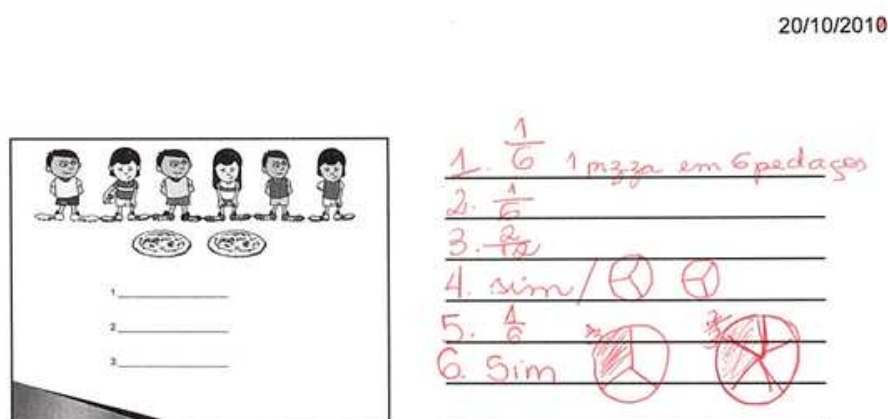 20/10/2010
1. 1/6 1 pizza em 6 pedaços
2. 1/6
3. 2/12
4. sim /
5. 1/6
6. Sim
1
2
3